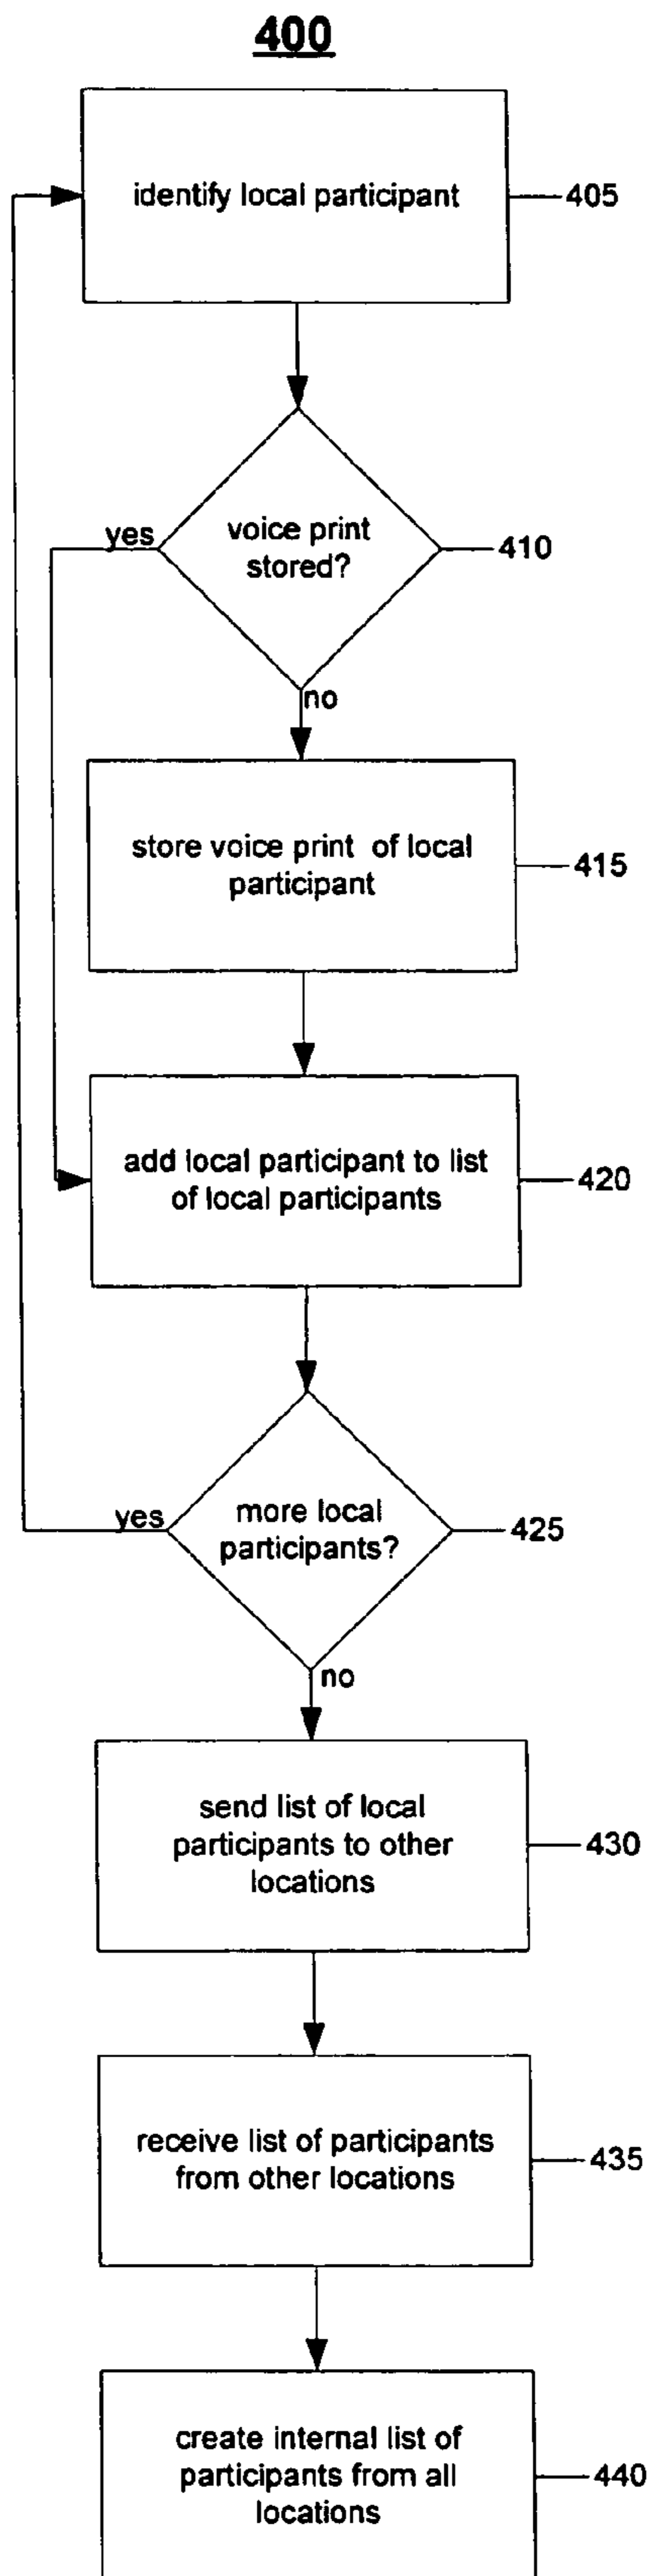 400
identify local participant
405
yes
voice print
stored?
410
no
store voice print of local
participant
415
add local participant to list
of local participants
420
yes
more local
participants?
425
no
send list of local
participants to other
locations
430
receive list of participants
from other locations
435
create internal list of
participants from all
locations
440